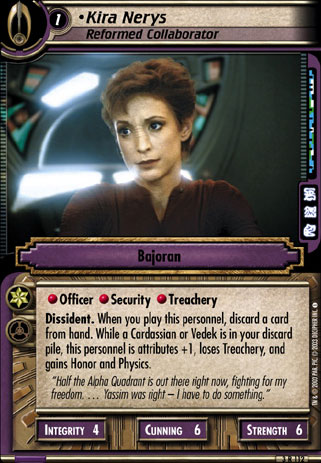 1
•Kira Nerys
Reformed Collaborator
Bajoran
Officer Security Treachery
Dissident. When you play this personnel, discard a card
from hand. While a Cardassian or Vedek is in your discard
pile, this personnel is attributes +1, loses Treachery, and
gains Honor and Physics.
"Half the Alpha Quadrant is out there right now, fighting for my
freedom. ... Yassim was right – I have to do something."
INTEGRITY 4
CUNNING 6
STRENGTH 6
3 R 112